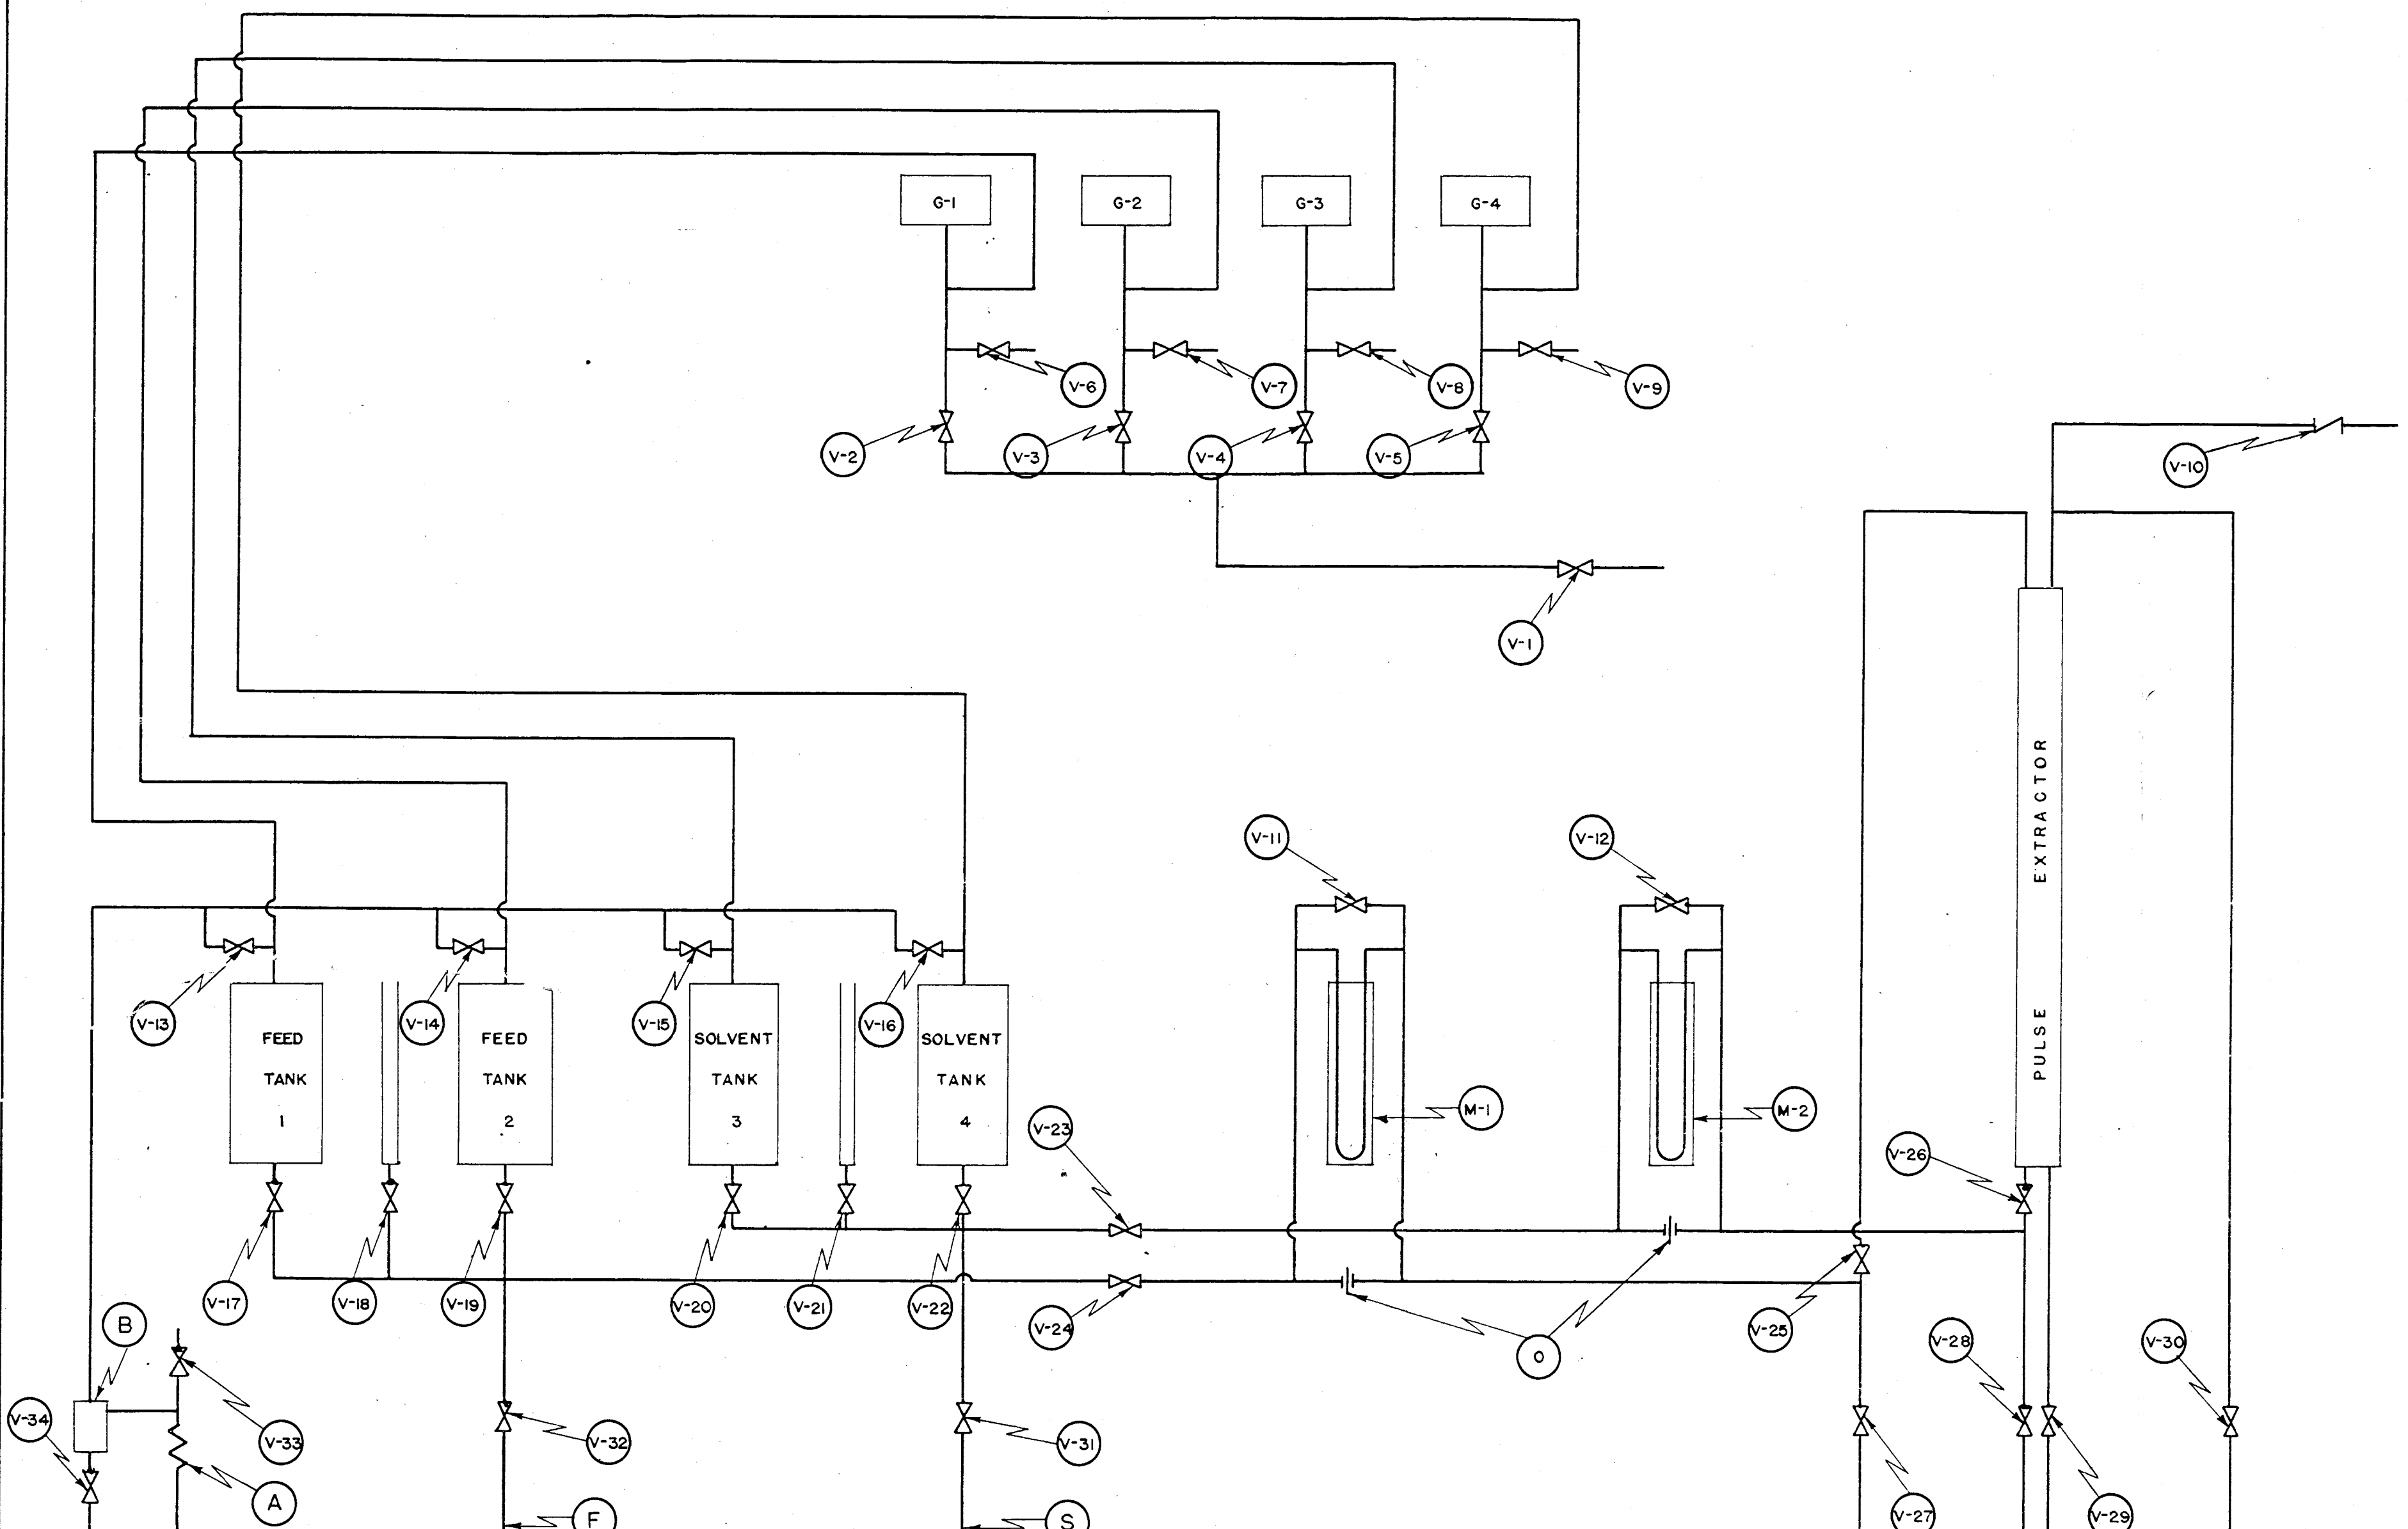 G-1
G-2
G-3
G-4
V-6
V-7
V-8
V-9
V-2
V-3
V-4
V-5
V-10
V-1
PULSE EXTRACTOR
V-11
V-12
V-13
V-14
V-15
V-16
FEED
TANK
1
FEED
TANK
2
SOLVENT
TANK
3
SOLVENT
TANK
4
M-1
M-2
V-23
V-26
V-17
V-18
V-19
V-20
V-21
V-22
V-24
O
V-25
B
V-28
V-30
V-34
V-33
V-32
V-31
A
F
S
V-27
V-29